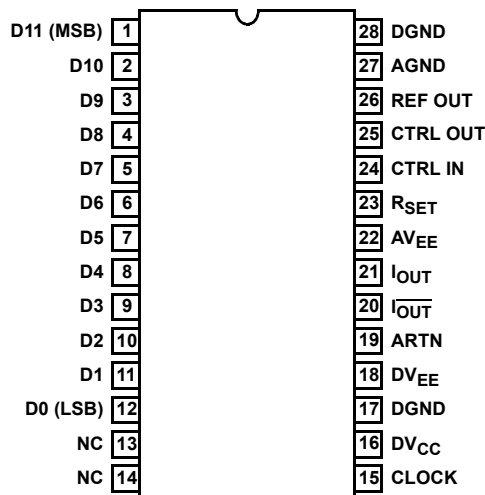 D11 (MSB) 1 28 DGND
D10 2 27 AGND
D9 3 26 REF OUT
D8 4 25 CTRL OUT
D7 5 24 CTRL IN
D6 6 23 RSET
D5 7 22 AVEE
D4 8 21 IOUT
D3 9 20 I̅O̅U̅T̅
D2 10 19 ARTN
D1 11 18 DVEE
D0 (LSB) 12 17 DGND
NC 13 16 DVCC
NC 14 15 CLOCK